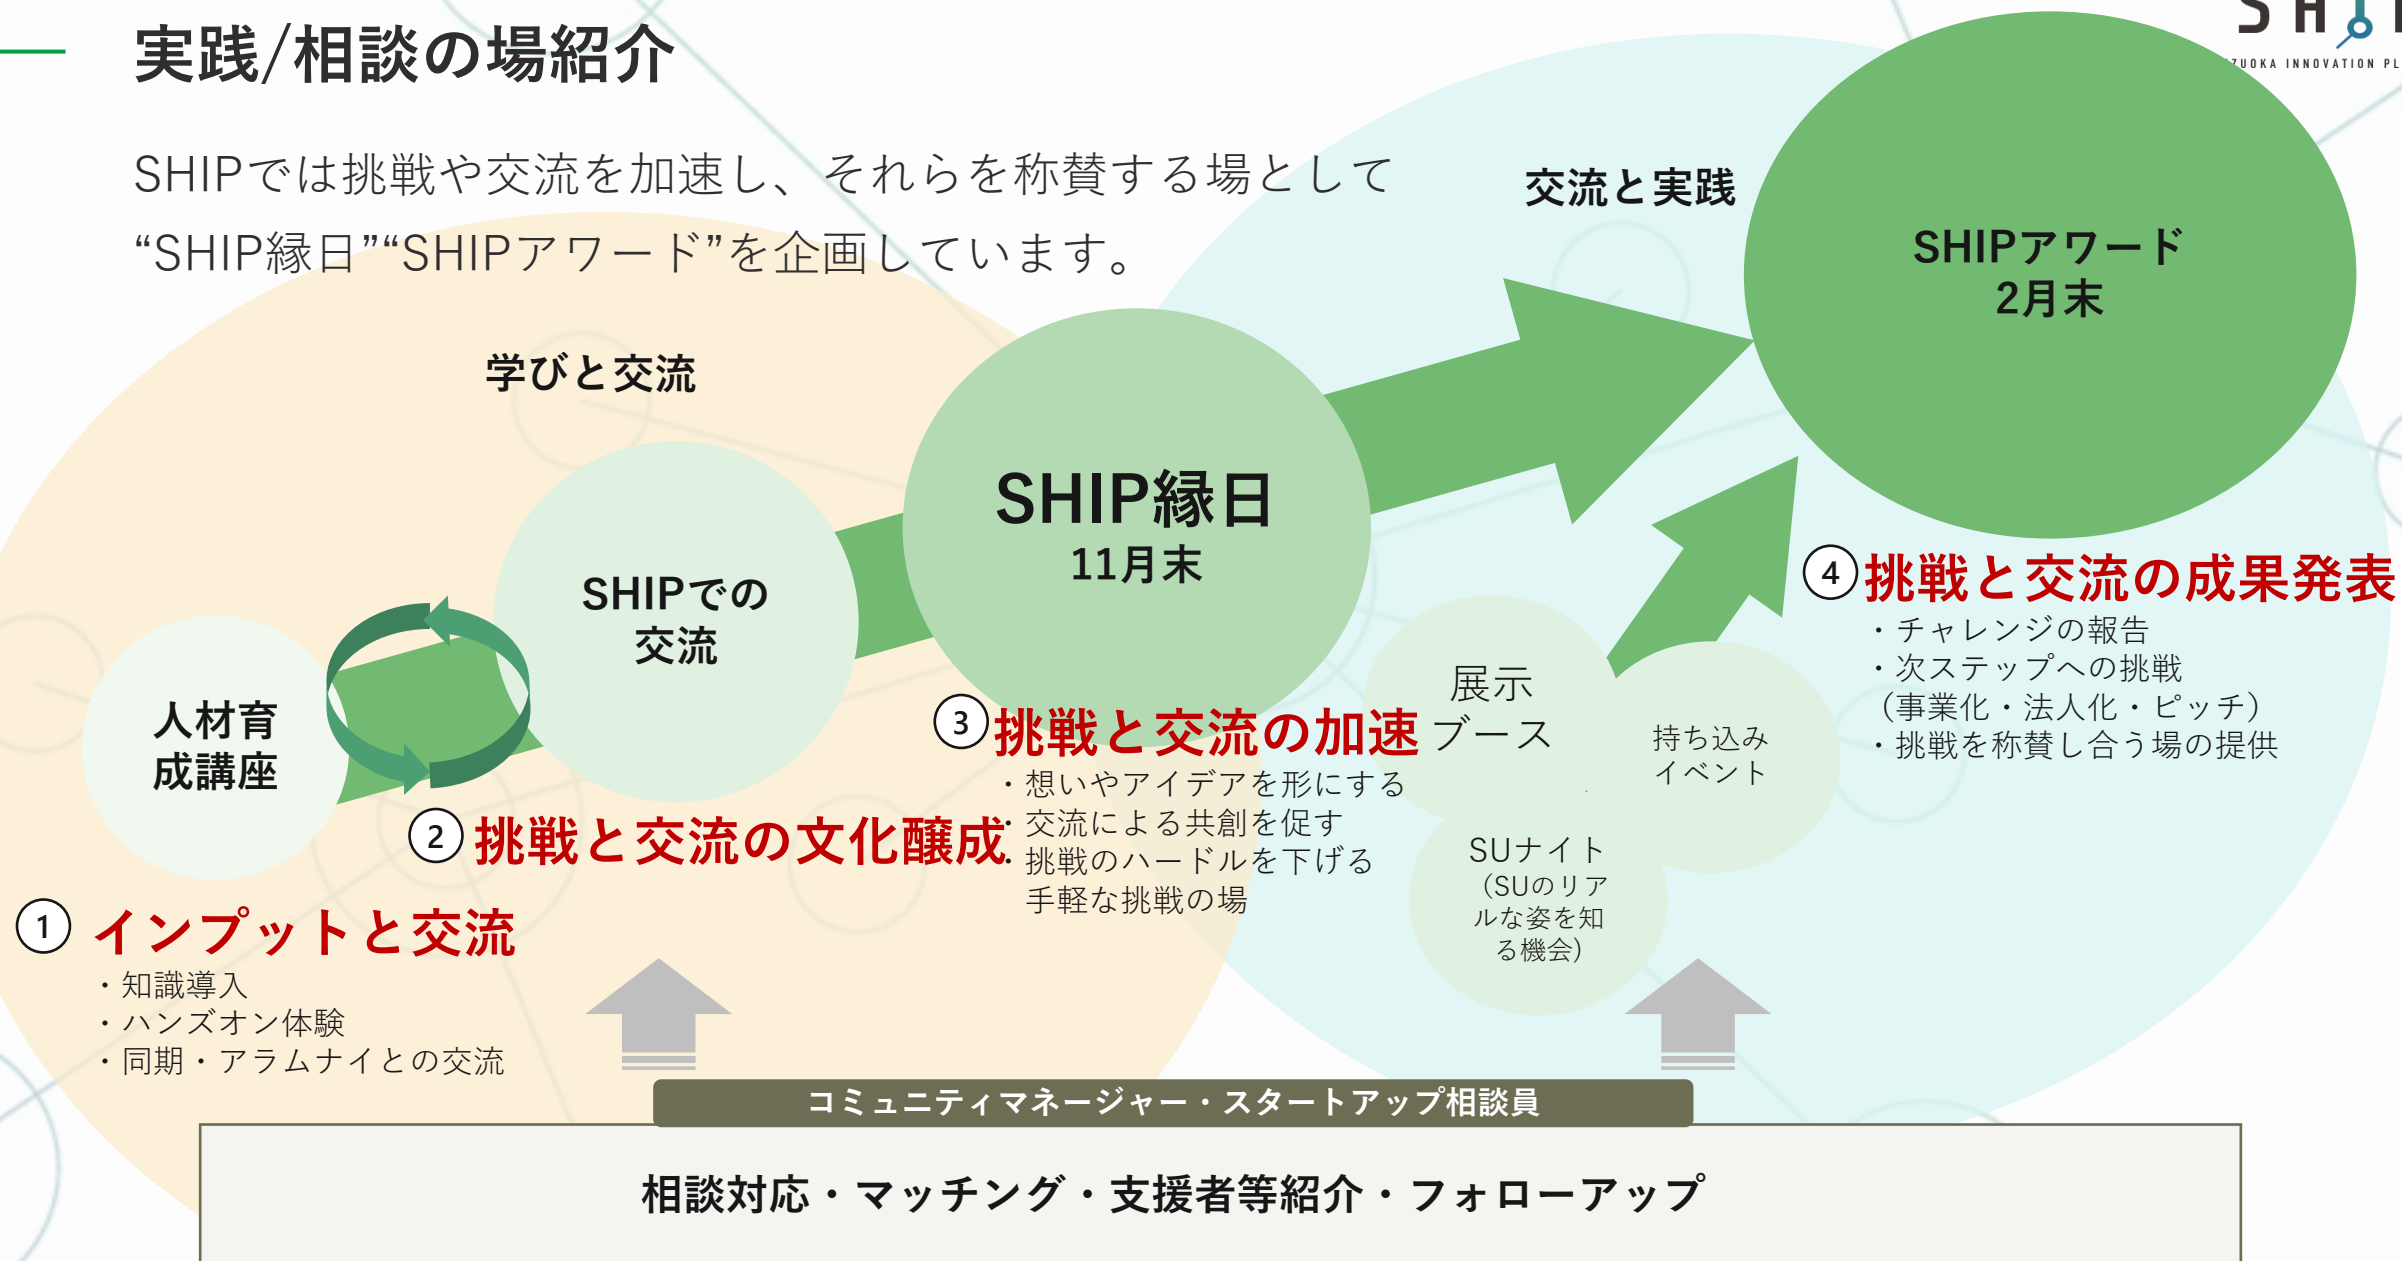 実践/相談の場紹介
SHIPでは挑戦や交流を加速し、それらを称賛する場として
“SHIP縁日”“SHIPアワード”を企画しています。
学びと交流
交流と実践
SHIPアワード
2月末
SHIP縁日
11月末
SHIPでの
交流
人材育
成講座
① インプットと交流
・知識導入
・ハンズオン体験
・同期・アラムナイとの交流
② 挑戦と交流の文化醸成
③ 挑戦と交流の加速
・想いやアイデアを形にする
・交流による共創を促す
・挑戦のハードルを下げる
手軽な挑戦の場
展示
ブース
持ち込み
イベント
SUナイト
（SUのリア
ルな姿を知
る機会）
④ 挑戦と交流の成果発表
・チャレンジの報告
・次ステップへの挑戦
（事業化・法人化・ピッチ）
・挑戦を称賛し合う場の提供
コミュニティマネージャー・スタートアップ相談員
相談対応・マッチング・支援者等紹介・フォローアップ